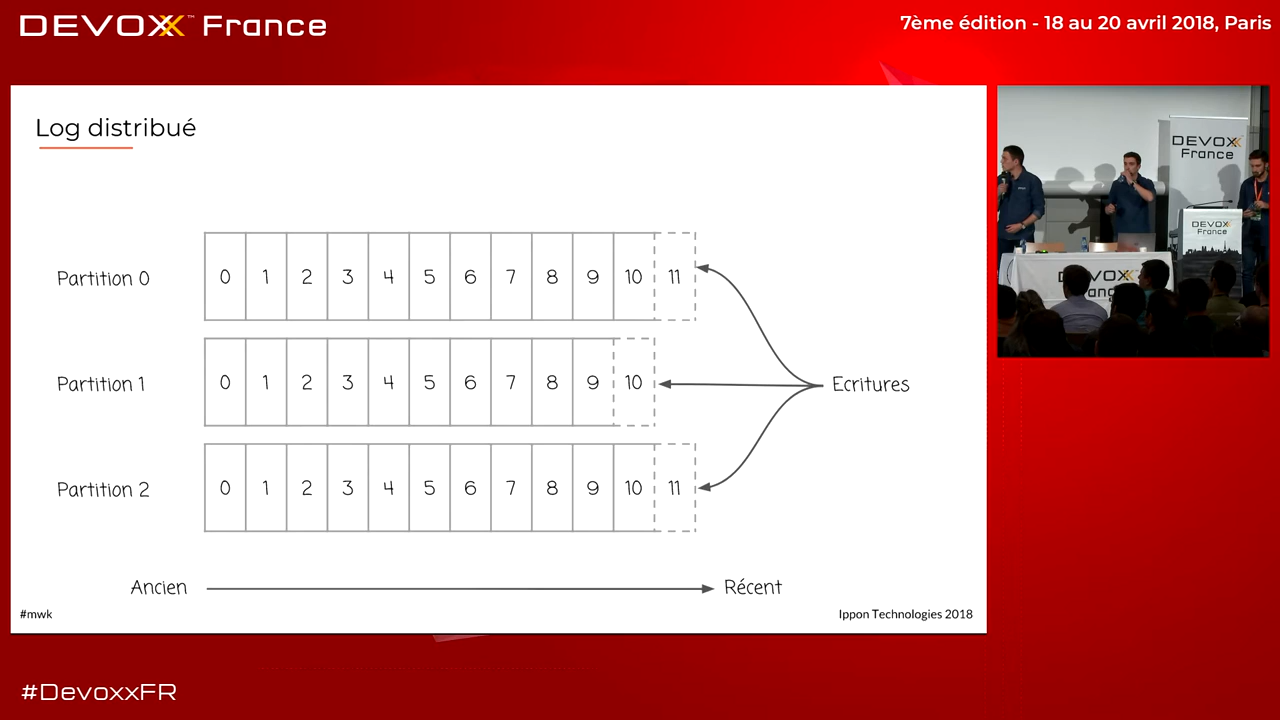 DEVOXX™ France
7ème édition - 18 au 20 avril 2018, Paris
Log distribué
Partition 0
0 1 2 3 4 5 6 7 8 9 10 11
Partition 1
0 1 2 3 4 5 6 7 8 9 10
Ecritures
Partition 2
0 1 2 3 4 5 6 7 8 9 10 11
Ancien
Récent
#mwk
Ippon Technologies 2018
DEVOXX
France
DEVOXX
France
DEVOXX
#DevoxxFR